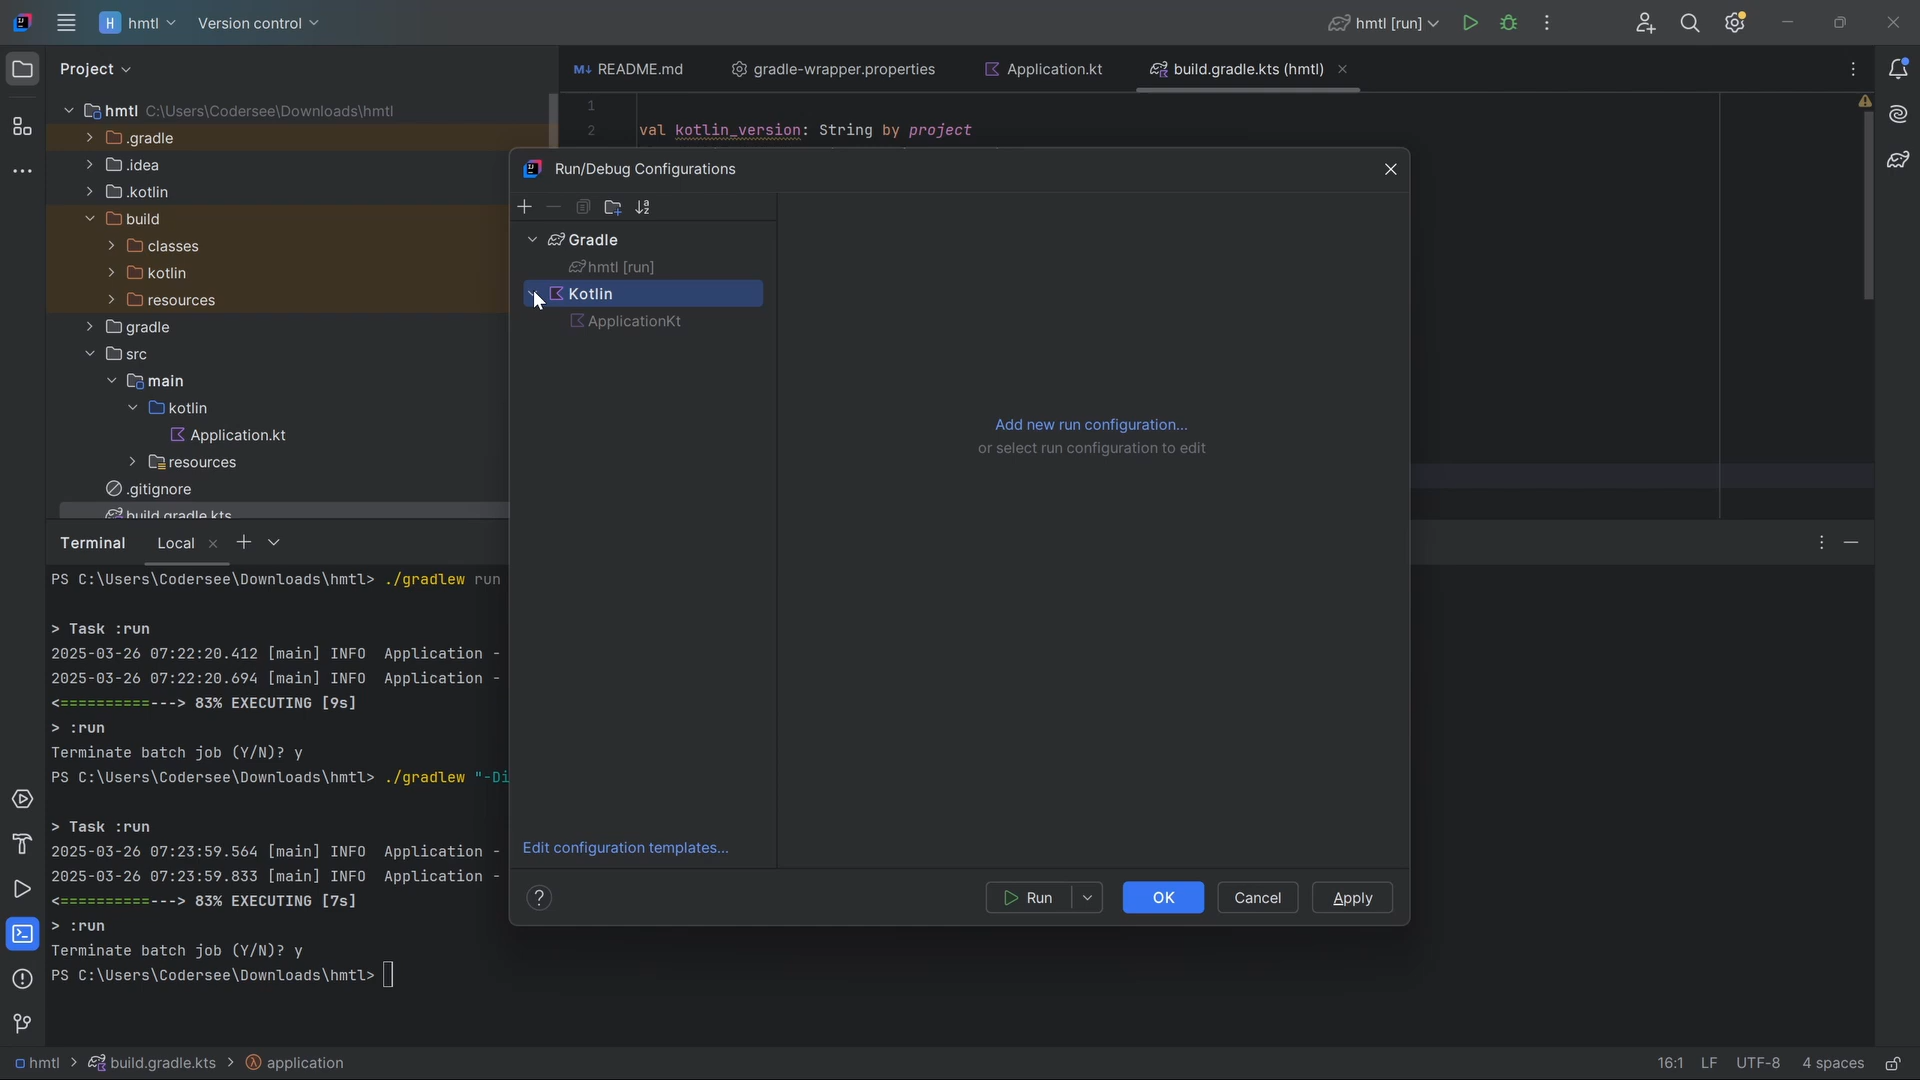 H hmtl Version control hmtl [run]
Project
README.md gradle-wrapper.properties Application.kt build.gradle.kts (hmtl)
hmtl C:\Users\Codersee\Downloads\hmtl
.gradle
.idea
.kotlin
build
classes
kotlin
resources
gradle
src
main
kotlin
Application.kt
resources
.gitignore
build.gradle.kts
1
2 val kotlin_version: String by project
Run/Debug Configurations
Gradle
hmtl [run]
Kotlin
ApplicationKt
Add new run configuration...
or select run configuration to edit
Edit configuration templates...
? Run OK Cancel Apply
Terminal Local
PS C:\Users\Codersee\Downloads\hmtl> ./gradlew run
> Task :run
2025-03-26 07:22:20.412 [main] INFO Application -
2025-03-26 07:22:20.694 [main] INFO Application -
<==========---> 83% EXECUTING [9s]
> :run
Terminate batch job (Y/N)? y
PS C:\Users\Codersee\Downloads\hmtl> ./gradlew "-Di
> Task :run
2025-03-26 07:23:59.564 [main] INFO Application -
2025-03-26 07:23:59.833 [main] INFO Application -
<==========---> 83% EXECUTING [7s]
> :run
Terminate batch job (Y/N)? y
PS C:\Users\Codersee\Downloads\hmtl>
hmtl > build.gradle.kts > application 16:1 LF UTF-8 4 spaces